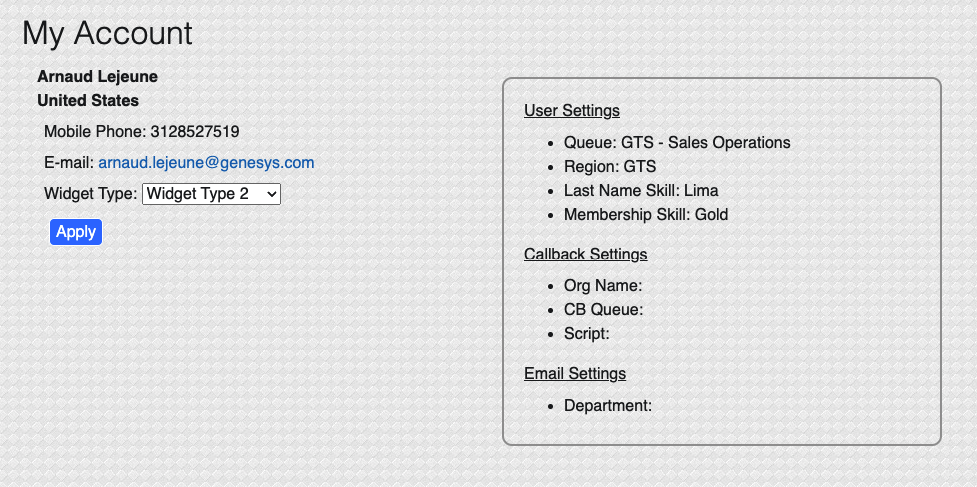 My Account
Arnaud Lejeune
United States
Mobile Phone: 3128527519
E-mail: arnaud.lejeune@genesys.com
Widget Type: Widget Type 2
Apply
User Settings
• Queue: GTS - Sales Operations
• Region: GTS
• Last Name Skill: Lima
• Membership Skill: Gold
Callback Settings
• Org Name:
• CB Queue:
• Script:
Email Settings
• Department: